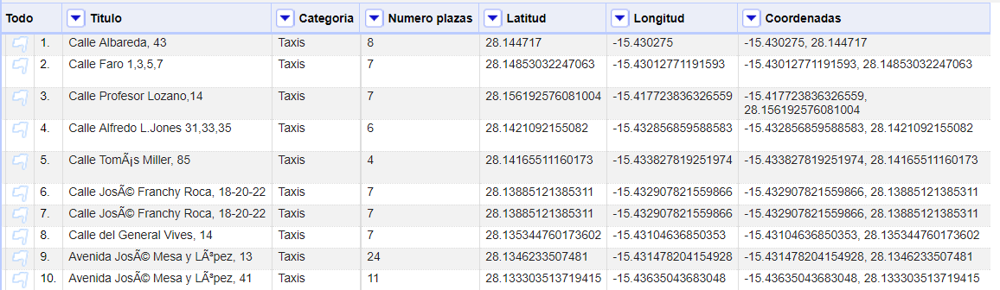 Todo Titulo Categoria Numero plazas Latitud Longitud Coordenadas
1. Calle Albareda, 43 Taxis 8 28.144717 -15.430275 -15.430275, 28.144717
2. Calle Faro 1,3,5,7 Taxis 7 28.14853032247063 -15.43012771191593 -15.43012771191593, 28.14853032247063
3. Calle Profesor Lozano,14 Taxis 7 28.156192576081004 -15.417723836326559 -15.417723836326559,
28.156192576081004
4. Calle Alfredo L.Jones 31,33,35 Taxis 6 28.1421092155082 -15.432856859588583 -15.432856859588583, 28.1421092155082
5. Calle TomÃ¡s Miller, 85 Taxis 4 28.14165511160173 -15.433827819251974 -15.433827819251974, 28.14165511160173
6. Calle JosÃ© Franchy Roca, 18-20-22 Taxis 7 28.13885121385311 -15.432907821559866 -15.432907821559866, 28.13885121385311
7. Calle JosÃ© Franchy Roca, 18-20-22 Taxis 7 28.13885121385311 -15.432907821559866 -15.432907821559866, 28.13885121385311
8. Calle del General Vives, 14 Taxis 7 28.135344760173602 -15.43104636850353 -15.43104636850353, 28.135344760173602
9. Avenida JosÃ© Mesa y LÃªpez, 13 Taxis 24 28.1346233507481 -15.431478204154928 -15.431478204154928, 28.1346233507481
10. Avenida JosÃ© Mesa y LÃªpez, 41 Taxis 11 28.133303513719415 -15.43635043683048 -15.43635043683048, 28.133303513719415